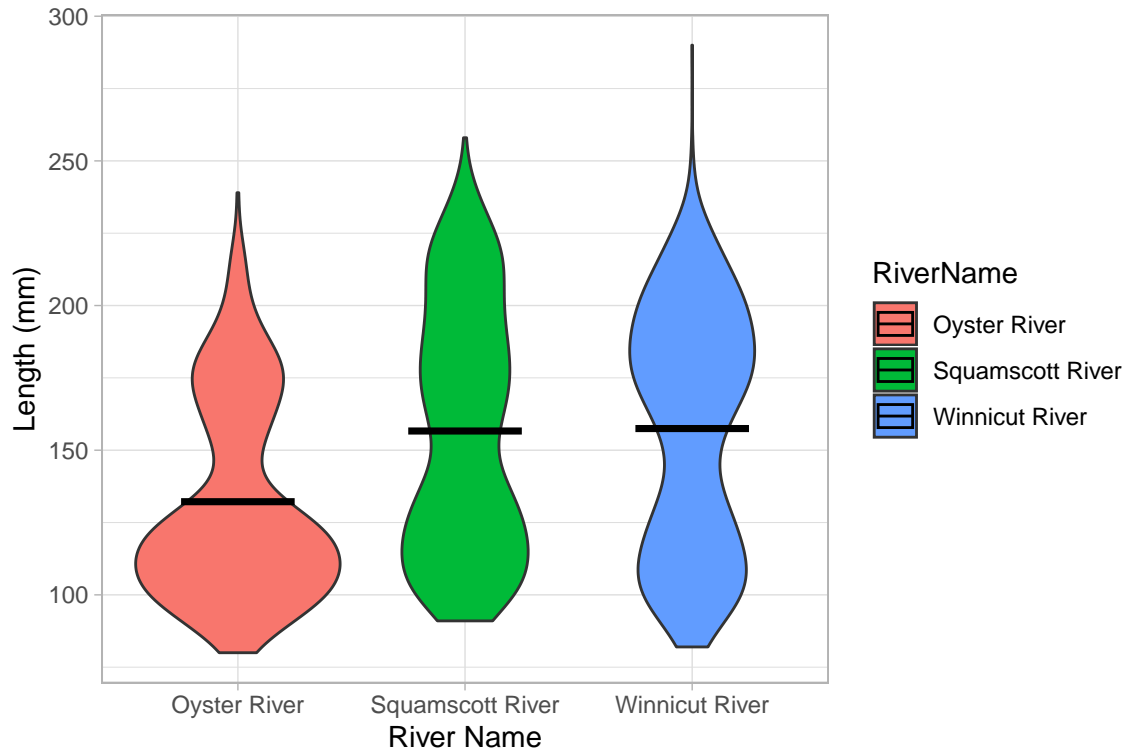 300
250
200
150
100
Length (mm)
Oyster River
Squamscott River
Winnicut River
River Name
RiverName
Oyster River
Squamscott River
Winnicut River